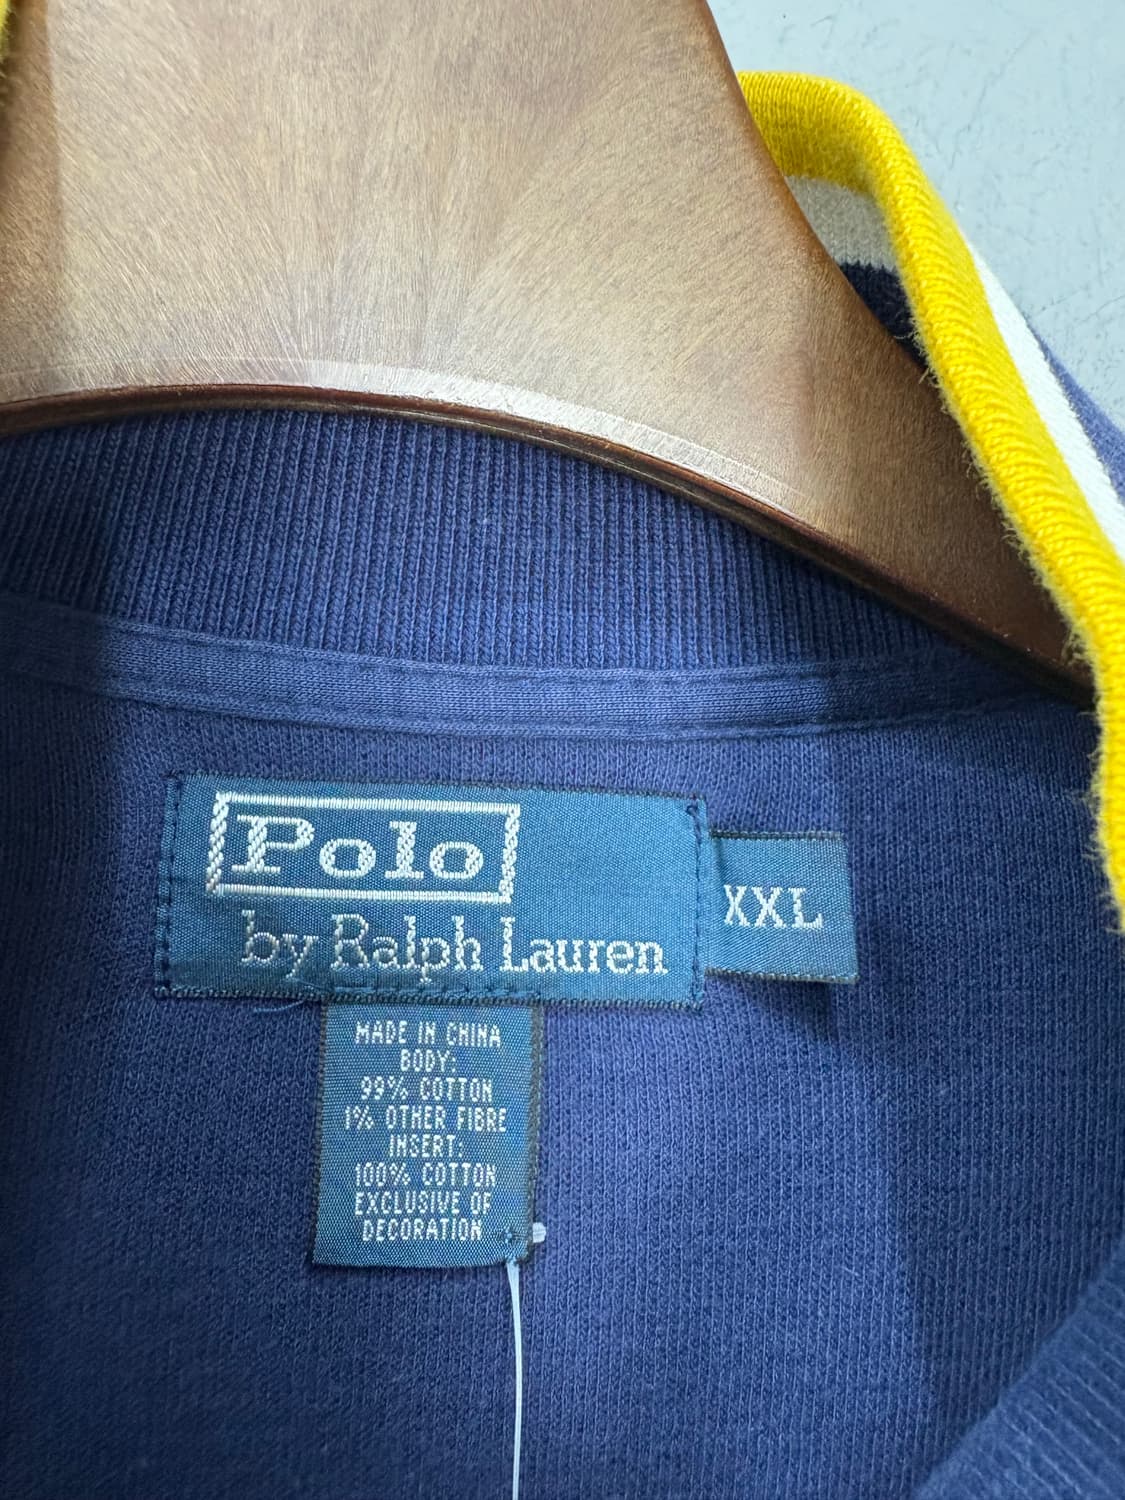 Polo
by Ralph Lauren
XXL
MADE IN CHINA
BODY:
99% COTTON
1% OTHER FIBRE
INSERT:
100% COTTON
EXCLUSIVE OF
DECORATION